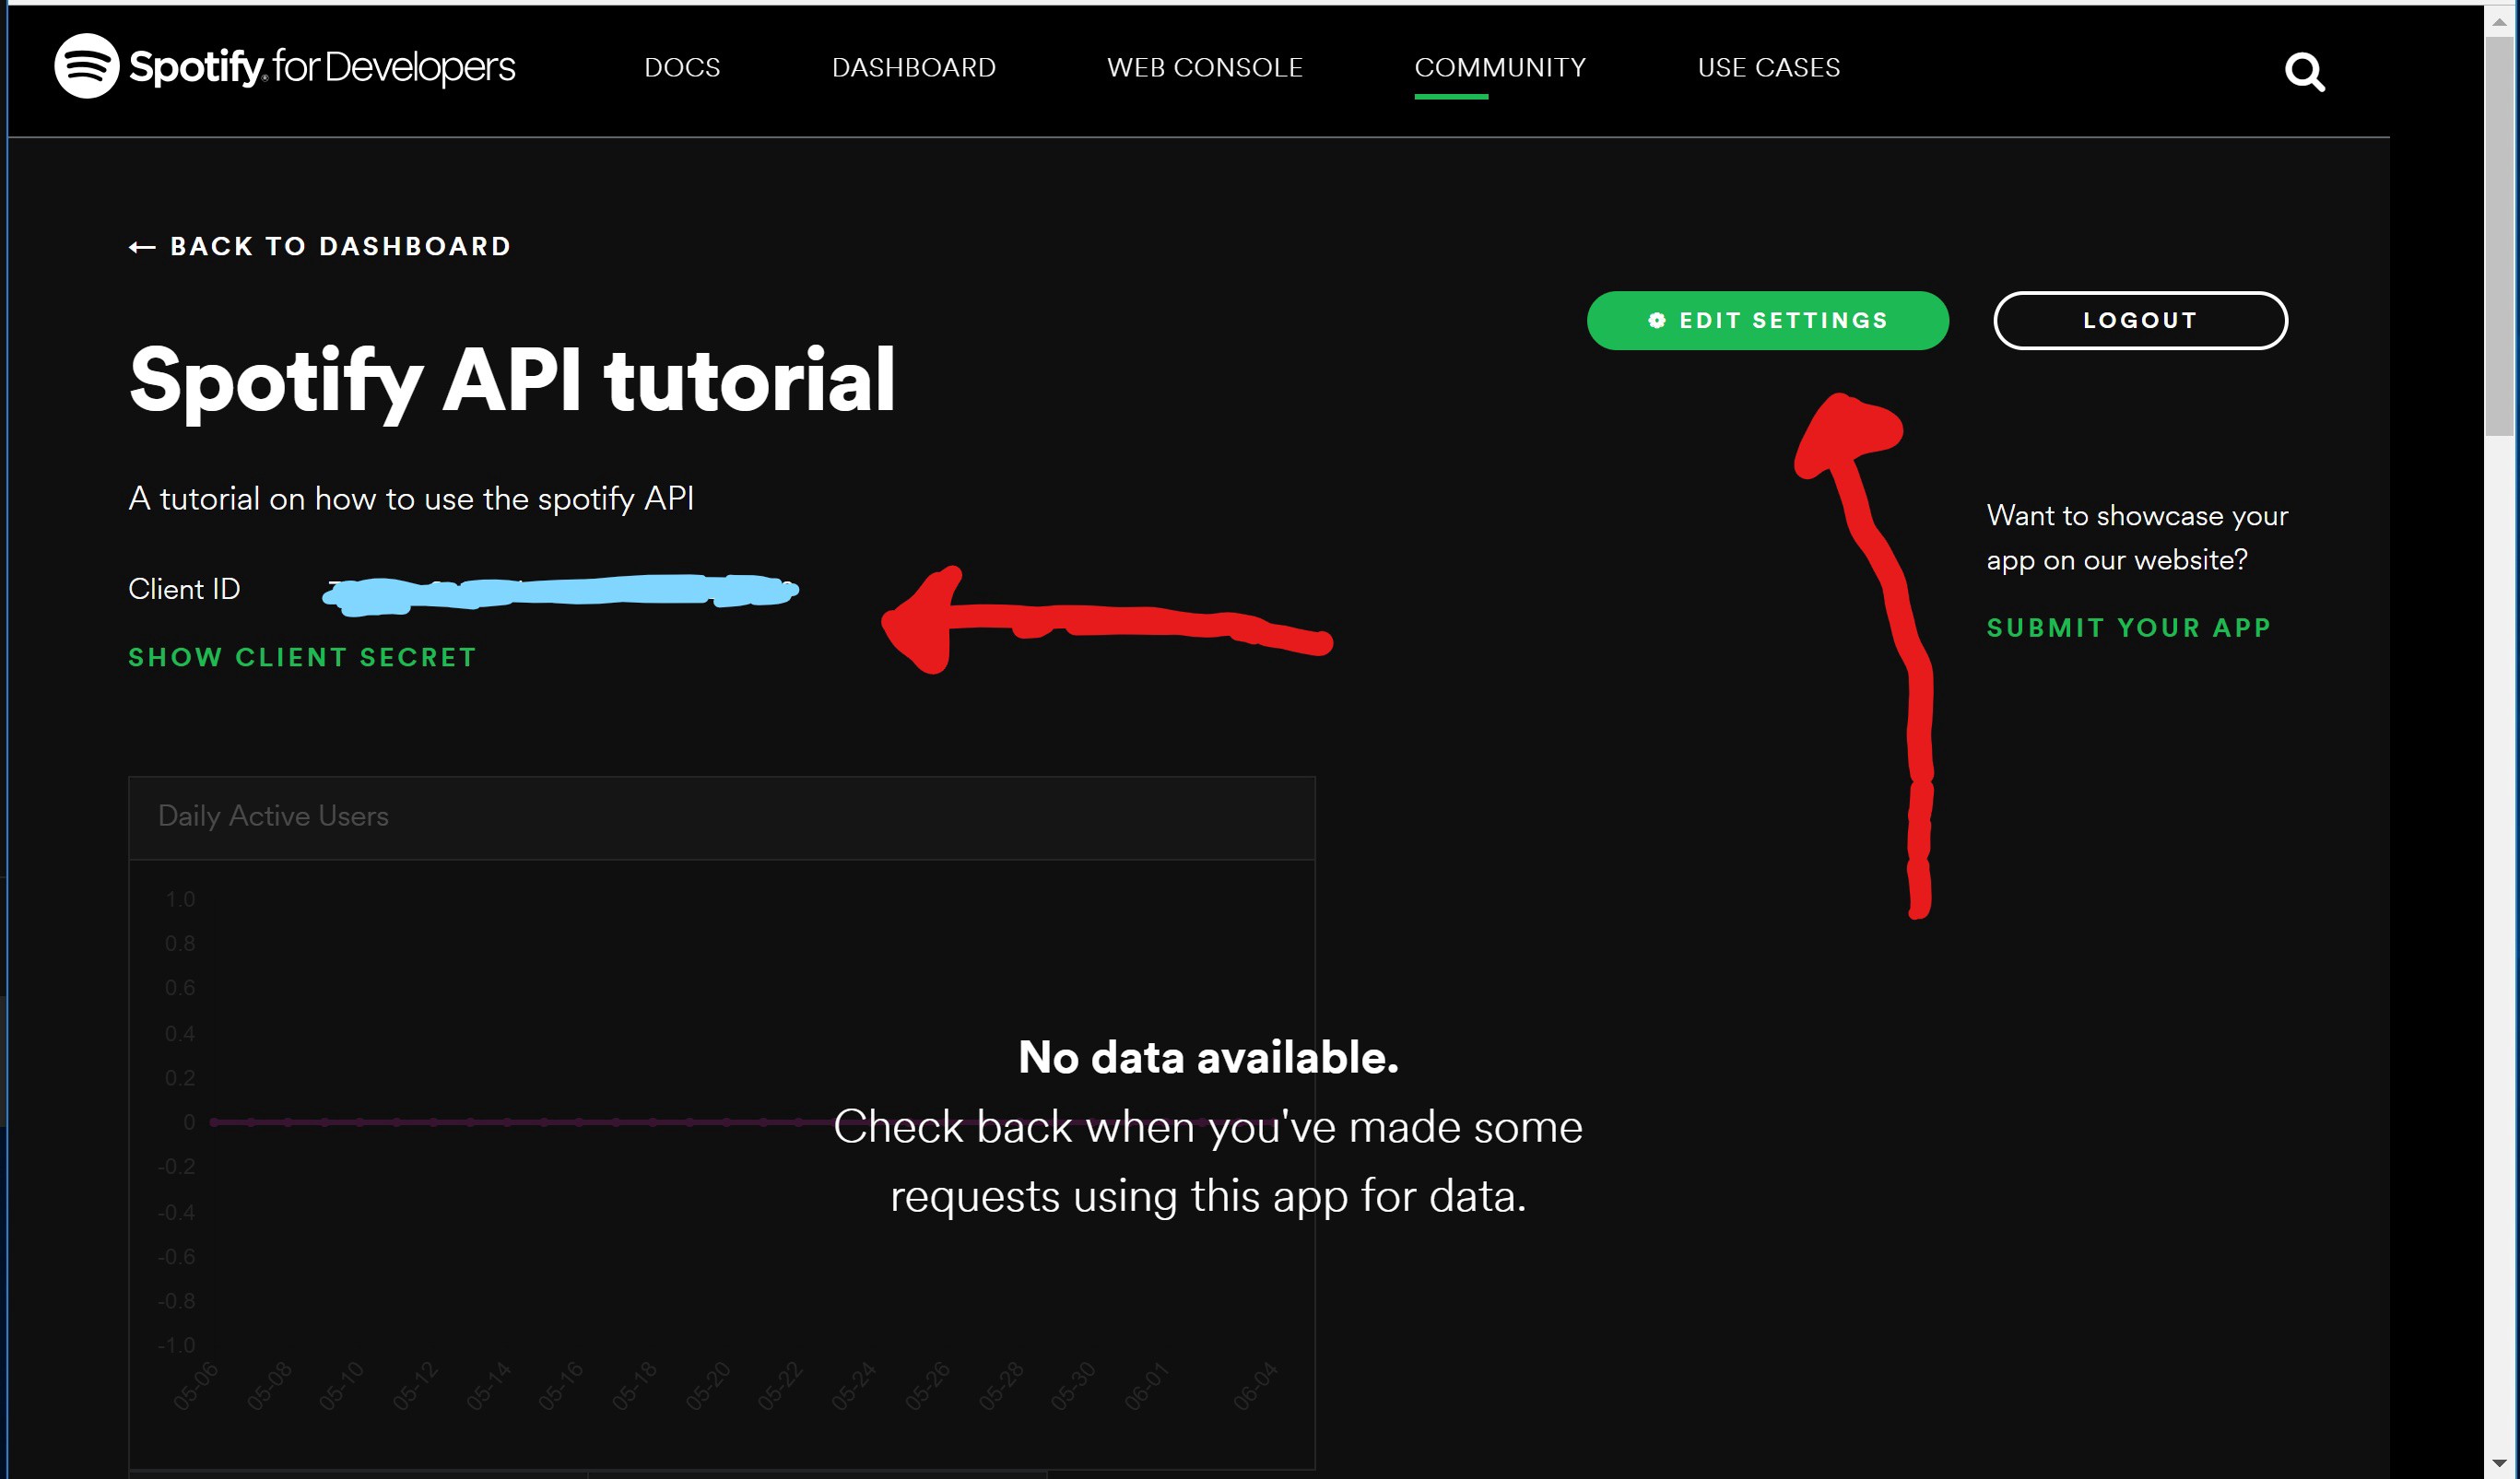 Spotify® for Developers
DOCS
DASHBOARD
WEB CONSOLE
COMMUNITY
USE CASES
← BACK TO DASHBOARD
EDIT SETTINGS
LOGOUT
Spotify API tutorial
A tutorial on how to use the spotify API
Client ID
SHOW CLIENT SECRET
Want to showcase your
app on our website?
SUBMIT YOUR APP
Daily Active Users
1.0
0.8
0.6
0.4
0.2
0
-0.2
-0.4
-0.6
-0.8
-1.0
05-06
05-08
05-10
05-12
05-14
05-16
05-18
05-20
05-22
05-24
05-26
05-28
05-30
06-01
06-04
No data available.
Check back when you've made some
requests using this app for data.